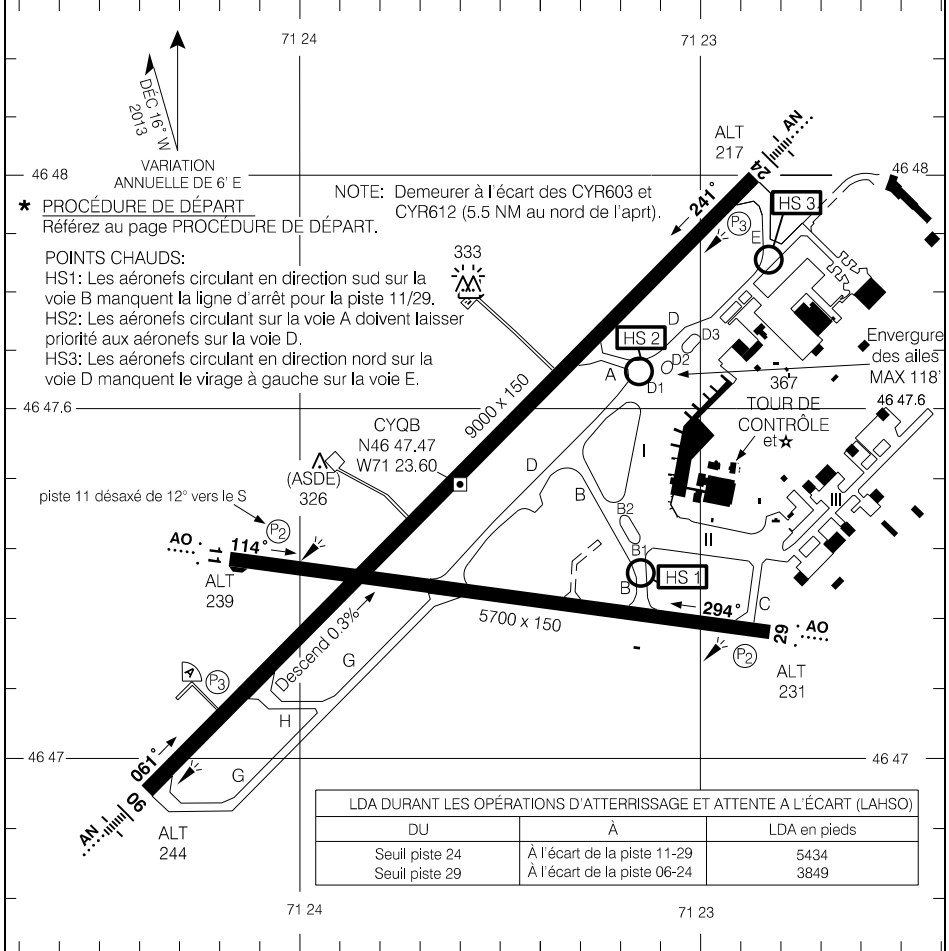 71 24
71 23
DÉC 16° W
2013
VARIATION
ANNUELLE DE 6' E
46 48
46 48
* PROCÉDURE DE DÉPART
Référez au page PROCÉDURE DE DÉPART.
NOTE: Demeurer à l'écart des CYR603 et
CYR612 (5.5 NM au nord de l'aprt).
ALT
217
AN
24
241°
HS 3
P3
E
POINTS CHAUDS:
HS1: Les aéronefs circulant en direction sud sur la
voie B manquent la ligne d'arrêt pour la piste 11/29.
HS2: Les aéronefs circulant sur la voie A doivent laisser
priorité aux aéronefs sur la voie D.
HS3: Les aéronefs circulant en direction nord sur la
voie D manquent le virage à gauche sur la voie E.
333
D
HS 2
D3
D2
A
D1
Envergure
des ailes
MAX 118'
46 47.6
46 47.6
367
TOUR DE
CONTRÔLE
et☆
9000 x 150
CYQB
N46 47.47
W71 23.60
(ASDE)
326
D
I
B
B2
III
II
B1
piste 11 désaxé de 12° vers le S
P2
AO
11
114°
ALT
239
HS 1
B
294°
C
29
AO
5700 x 150
P2
ALT
231
Descend 0.3%
G
A
P3
H
G
46 47
46 47
061°
06
AN
ALT
244
LDA DURANT LES OPÉRATIONS D'ATTERRISSAGE ET ATTENTE A L'ÉCART (LAHSO)
DU À LDA en pieds
Seuil piste 24 À l'écart de la piste 11-29 5434
Seuil piste 29 À l'écart de la piste 06-24 3849
71 24
71 23